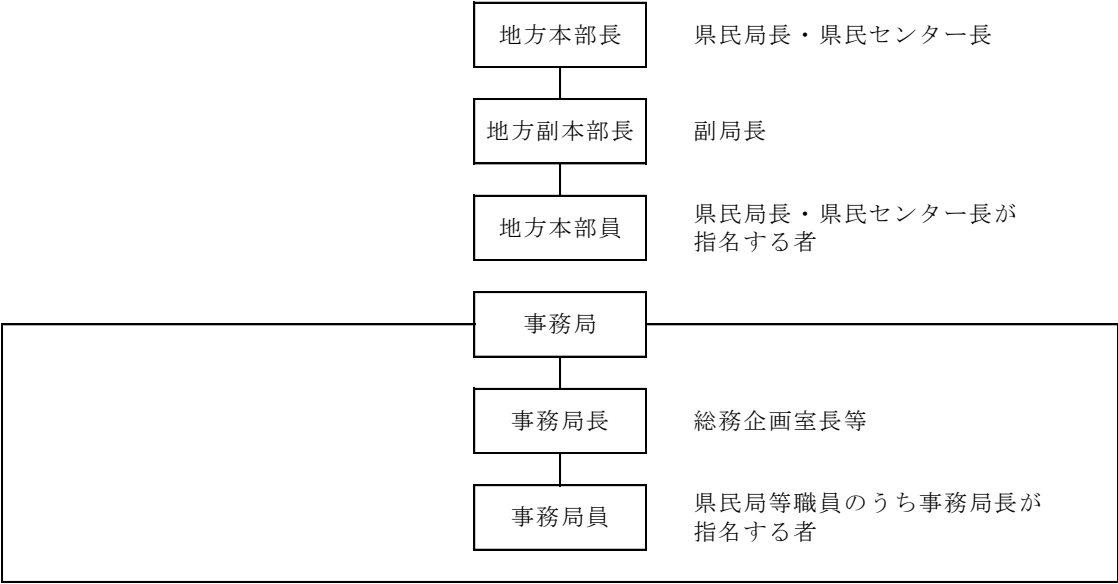 地方本部長
県民局長・県民センター長
地方副本部長
副局長
地方本部員
県民局長・県民センター長が
指名する者
事務局
事務局長
総務企画室長等
事務局員
県民局等職員のうち事務局長が
指名する者